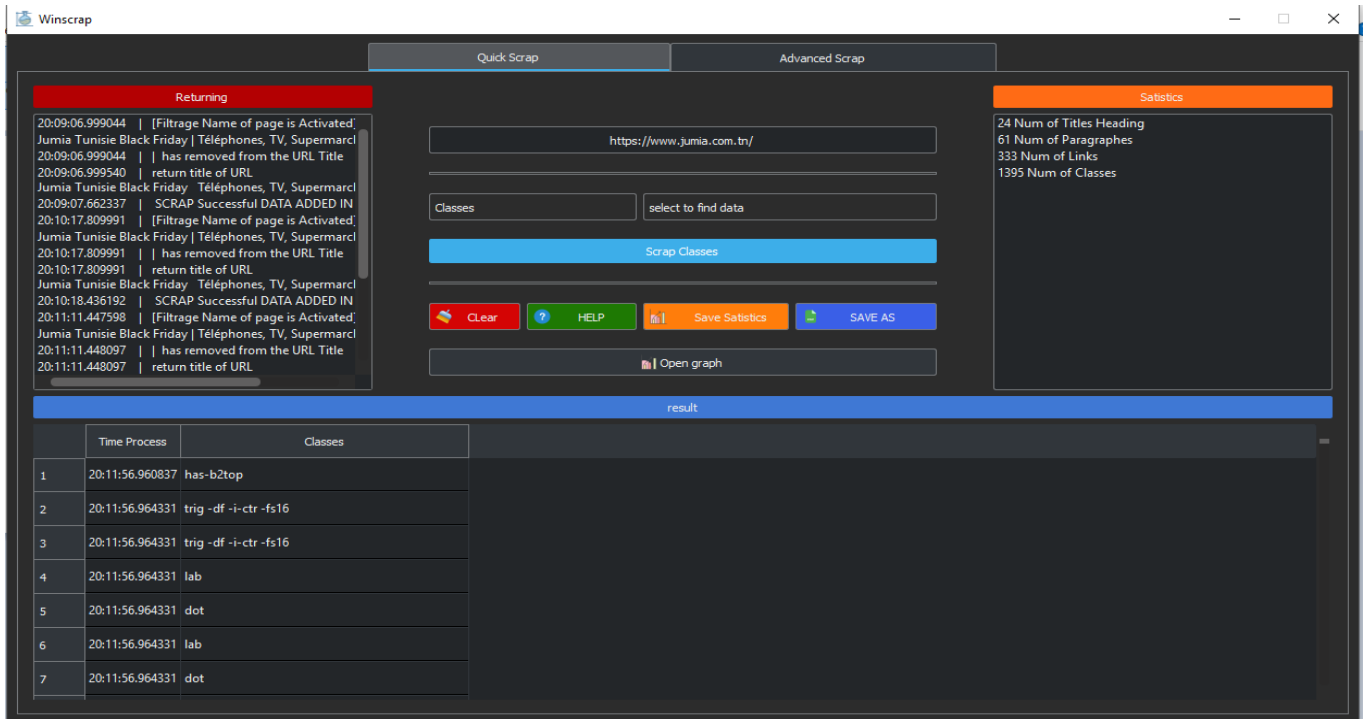 Winscrap
Quick Scrap
Advanced Scrap
Returning
20:09:06.999044 | [Filtrage Name of page is Activated]
Jumia Tunisie Black Friday | Téléphones, TV, Supermarcl
20:09:06.999044 | | has removed from the URL Title
20:09:06.999540 | return title of URL
Jumia Tunisie Black Friday Téléphones, TV, Supermarcl
20:09:07.662337 | SCRAP Successful DATA ADDED IN
20:10:17.809991 | [Filtrage Name of page is Activated]
Jumia Tunisie Black Friday | Téléphones, TV, Supermarcl
20:10:17.809991 | | has removed from the URL Title
20:10:17.809991 | return title of URL
Jumia Tunisie Black Friday Téléphones, TV, Supermarcl
20:10:18.436192 | SCRAP Successful DATA ADDED IN
20:11:11.447598 | [Filtrage Name of page is Activated]
Jumia Tunisie Black Friday | Téléphones, TV, Supermarcl
20:11:11.448097 | | has removed from the URL Title
20:11:11.448097 | return title of URL
https://www.jumia.com.tn/
Classes
select to find data
Scrap Classes
CLear
HELP
Save Satistics
SAVE AS
Open graph
Satistics
24 Num of Titles Heading
61 Num of Paragraphes
333 Num of Links
1395 Num of Classes
result
Time Process Classes
1 20:11:56.960837 has-b2top
2 20:11:56.964331 trig -df -i-ctr -fs16
3 20:11:56.964331 trig -df -i-ctr -fs16
4 20:11:56.964331 lab
5 20:11:56.964331 dot
6 20:11:56.964331 lab
7 20:11:56.964331 dot